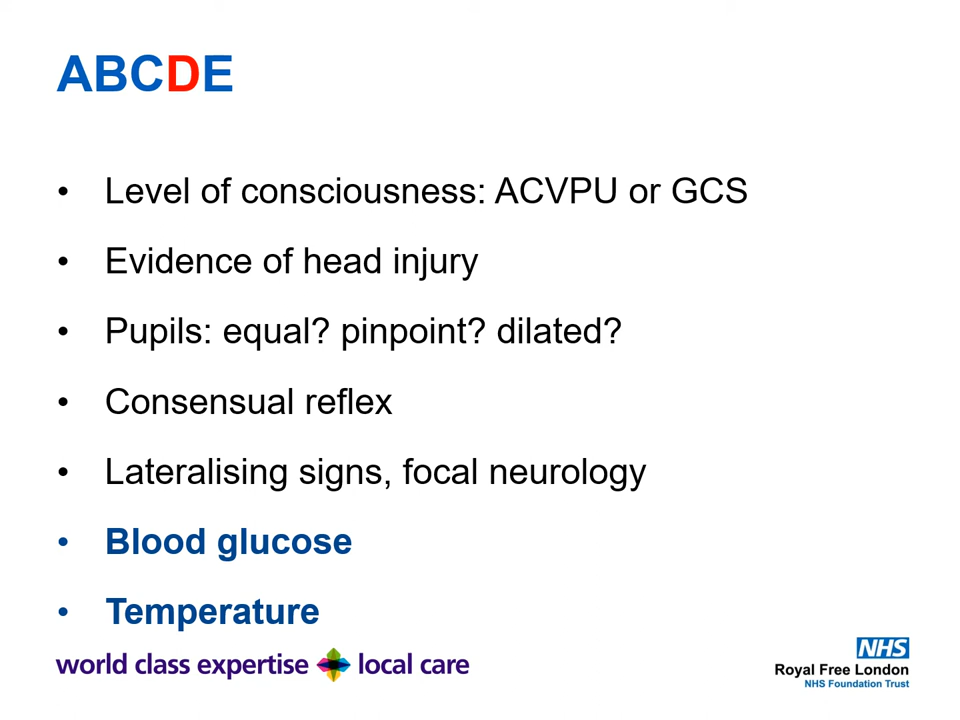 ABCDE
• Level of consciousness: ACVPU or GCS
• Evidence of head injury
• Pupils: equal? pinpoint? dilated?
• Consensual reflex
• Lateralising signs, focal neurology
• Blood glucose
• Temperature
world class expertise local care
NHS
Royal Free London
NHS Foundation Trust